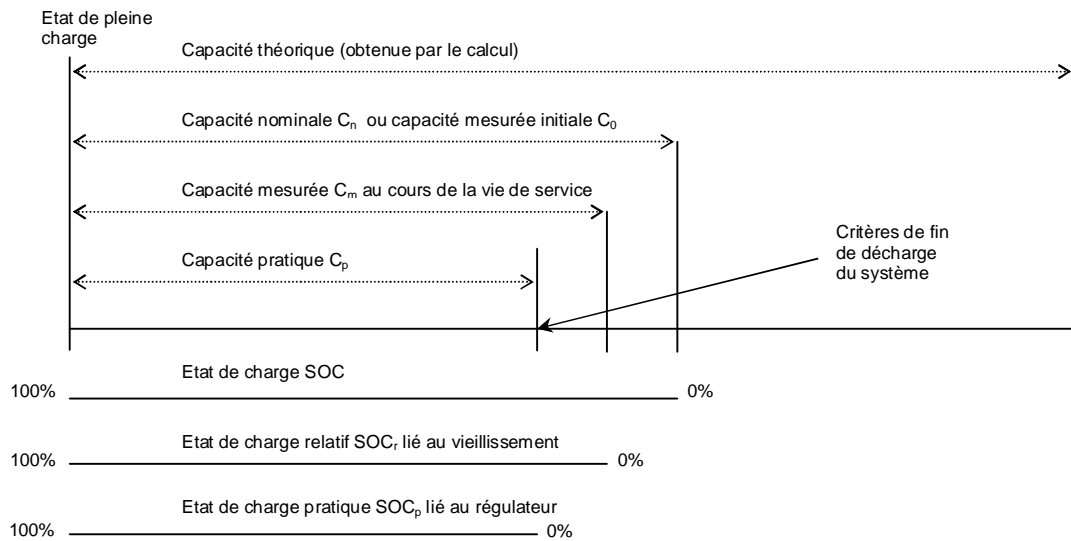 Etat de pleine
charge
Capacité théorique (obtenue par le calcul)
Capacité nominale Cₙ ou capacité mesurée initiale C₀
Capacité mesurée Cₘ au cours de la vie de service
Capacité pratique Cₚ
Critères de fin
de décharge
du système
Etat de charge SOC
100% 0%
Etat de charge relatif SOCᵣ lié au vieillissement
100% 0%
Etat de charge pratique SOCₚ lié au régulateur
100% 0%